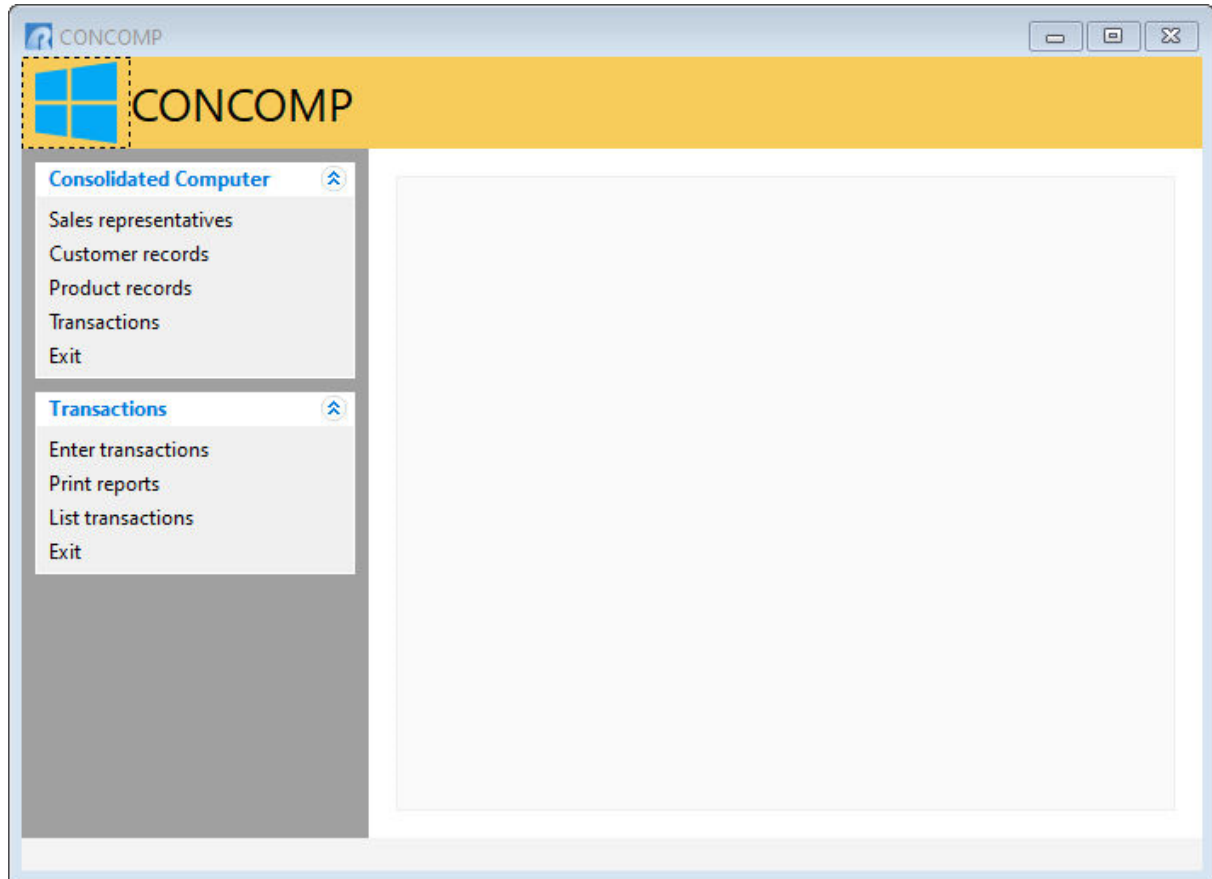 CONCOMP
CONCOMP
Consolidated Computer
Sales representatives
Customer records
Product records
Transactions
Exit
Transactions
Enter transactions
Print reports
List transactions
Exit